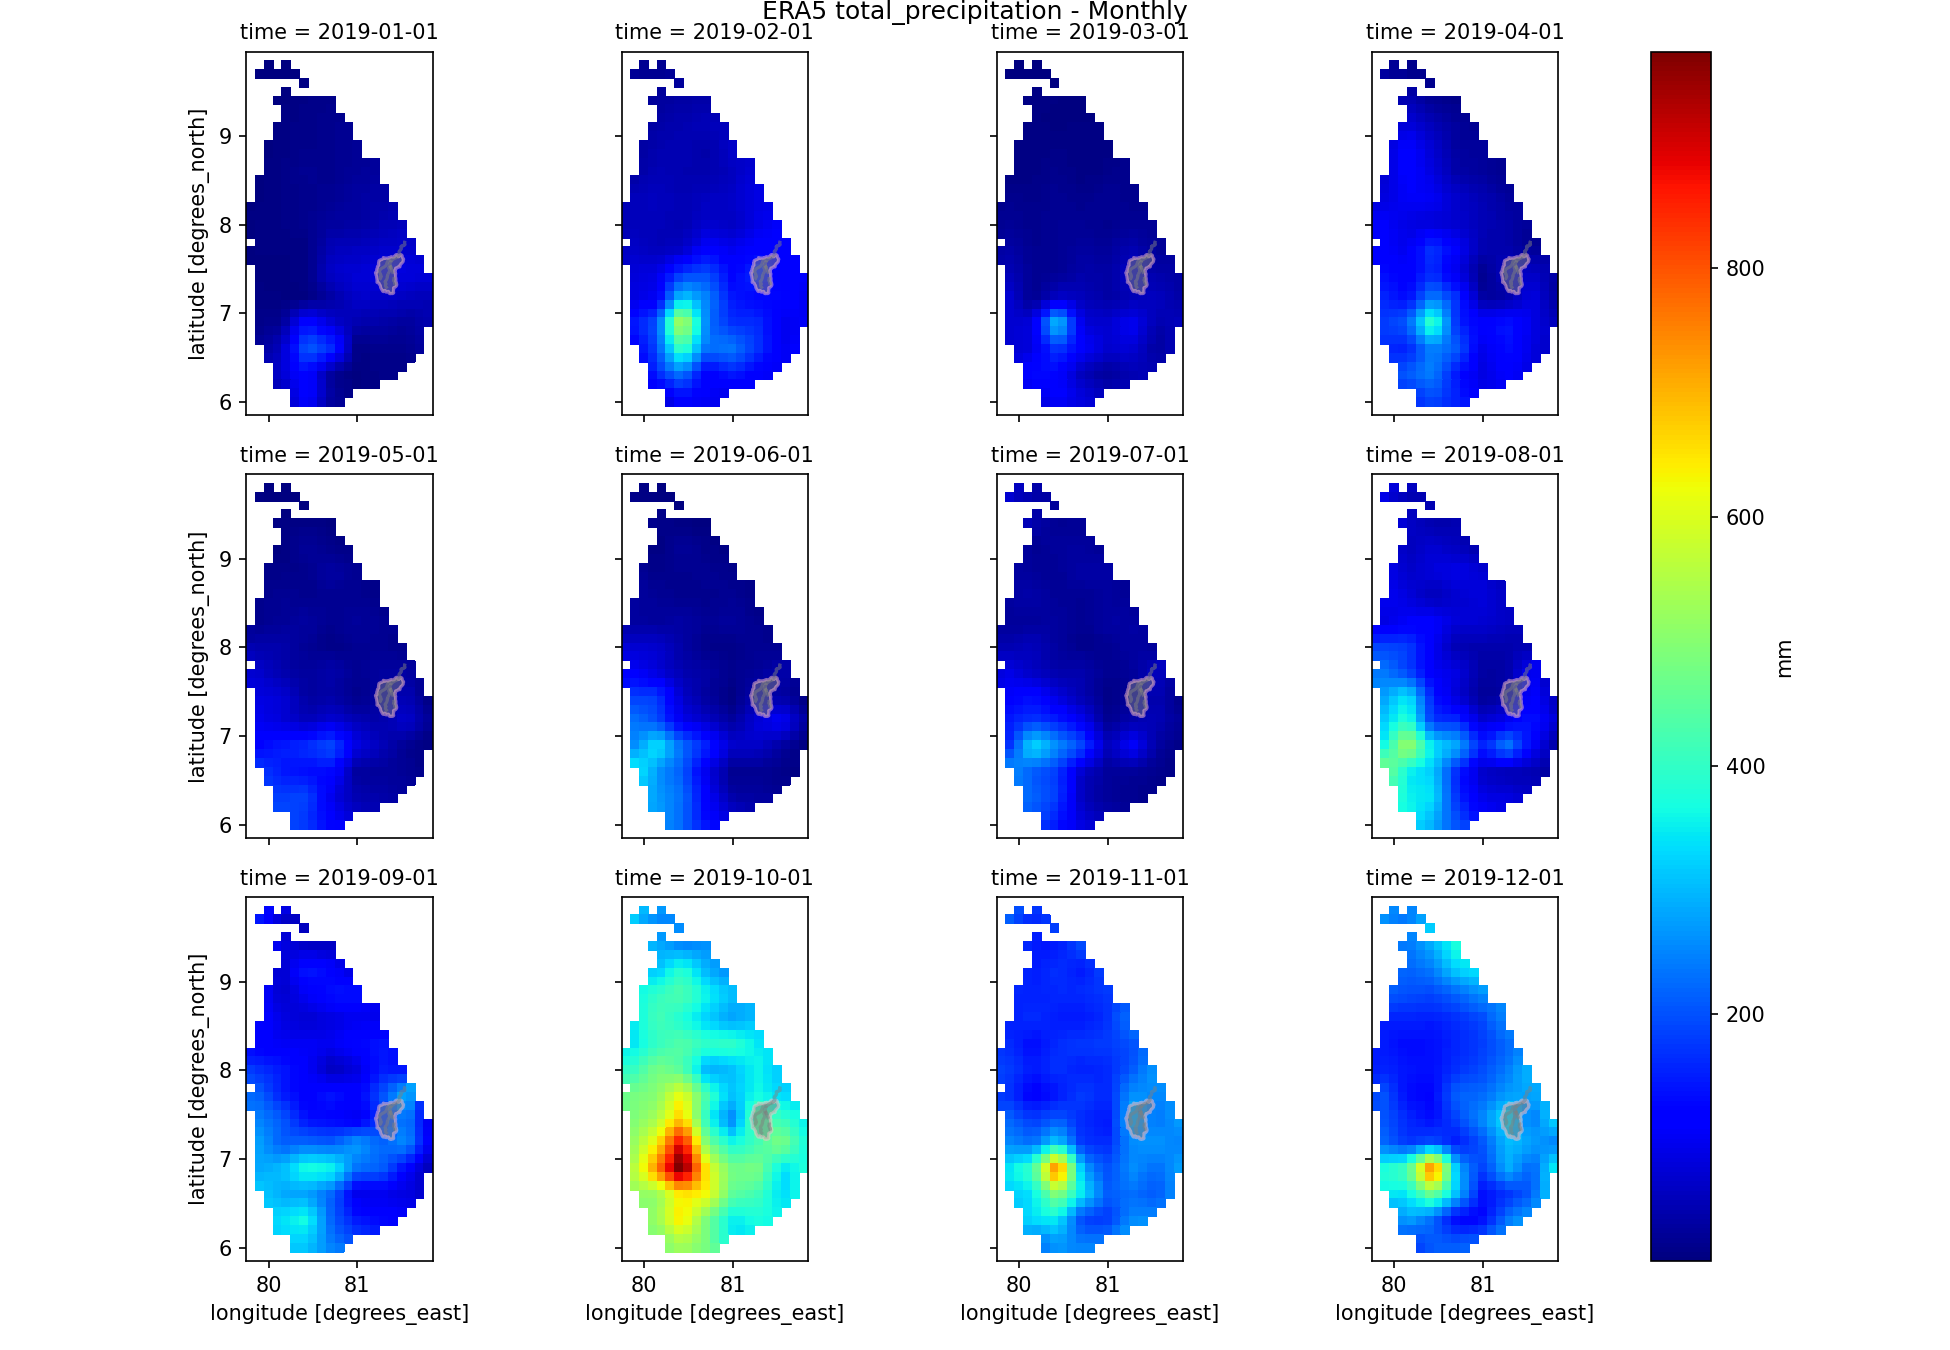 ERA5 total_precipitation - Monthly
time = 2019-01-01
time = 2019-02-01
time = 2019-03-01
time = 2019-04-01
latitude [degrees_north]
9
8
7
6
time = 2019-05-01
time = 2019-06-01
time = 2019-07-01
time = 2019-08-01
latitude [degrees_north]
9
8
7
6
time = 2019-09-01
time = 2019-10-01
time = 2019-11-01
time = 2019-12-01
latitude [degrees_north]
9
8
7
6
80 81
80 81
80 81
80 81
longitude [degrees_east]
longitude [degrees_east]
longitude [degrees_east]
longitude [degrees_east]
800
600
400
200
mm